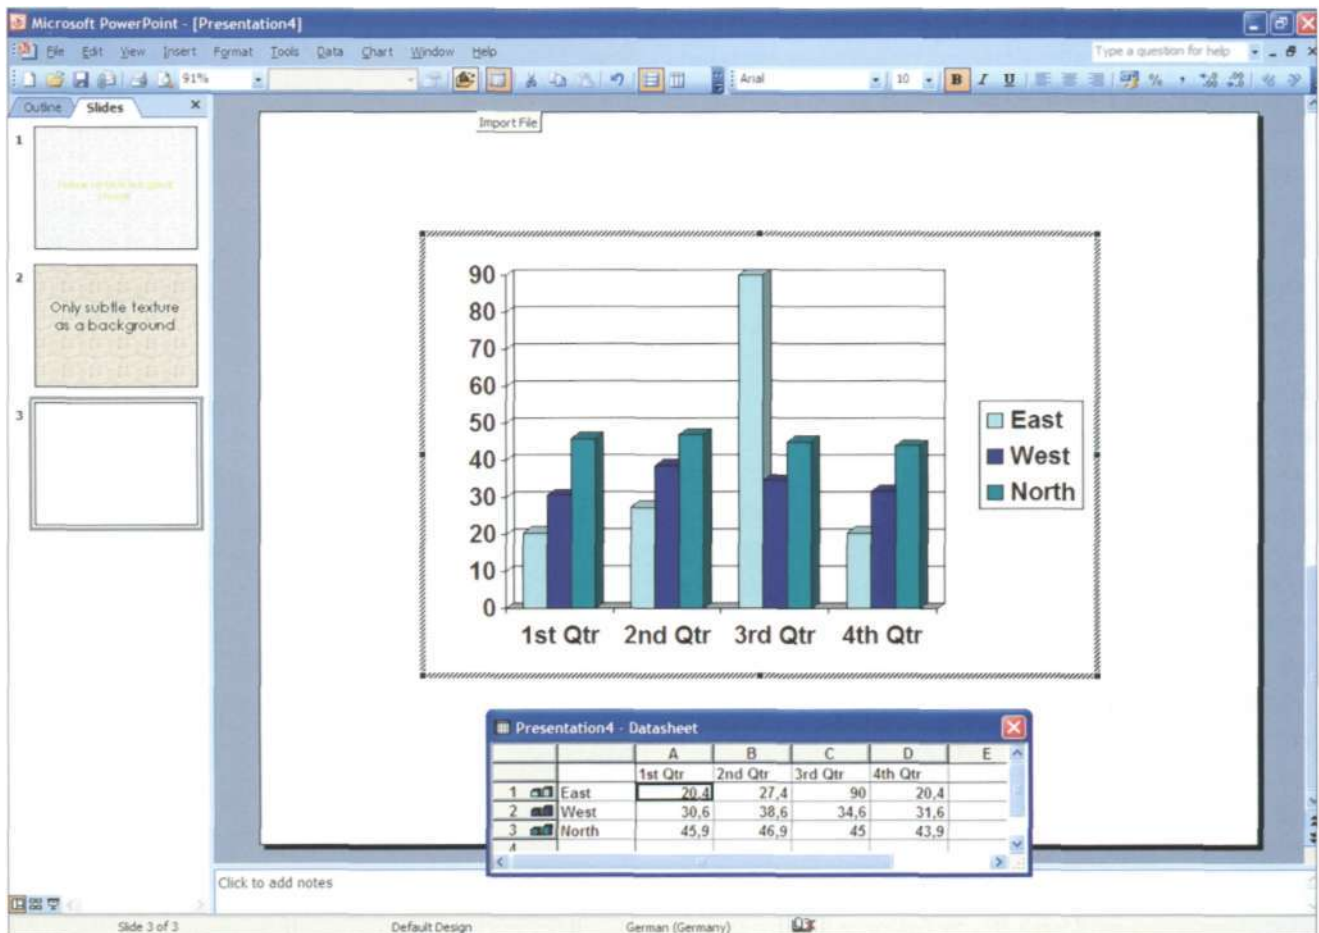 Microsoft PowerPoint - [Presentation4]
File Edit View Insert Format Tools Data Chart Window Help
Type a question for help
91%
Arial
10
B I U
%
Outline
Slides
Import File
1
2
Only subtle texture
as a background
3
90
80
70
60
50
40
30
20
10
0
1st Qtr 2nd Qtr 3rd Qtr 4th Qtr
East
West
North
Presentation4 - Datasheet
A B C D E
1st Qtr 2nd Qtr 3rd Qtr 4th Qtr
1 East 20,4 27,4 90 20,4
2 West 30,6 38,6 34,6 31,6
3 North 45,9 46,9 45 43,9
4
Click to add notes
Slide 3 of 3
Default Design
German (Germany)